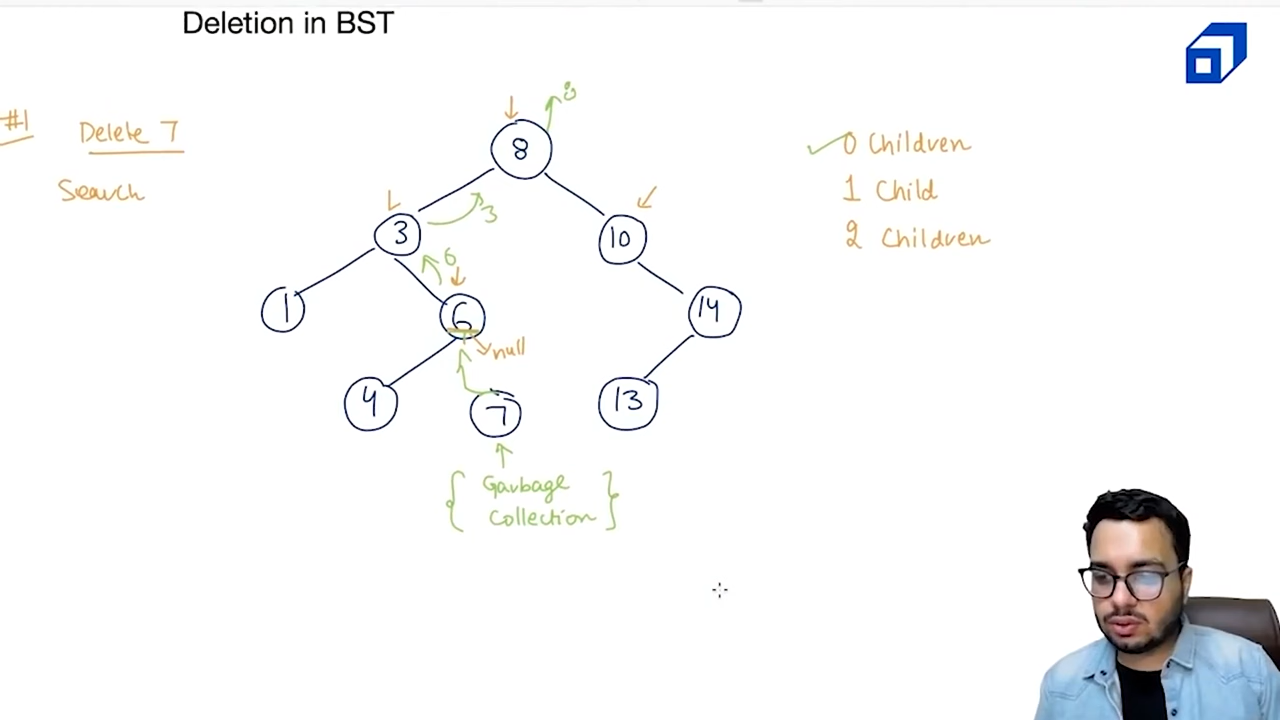 Deletion in BST
#1 Delete 7
Search
0 Children
1 Child
2 Children
8
8
3
3
10
6
1
6
14
null
4
7
13
Garbage
Collection